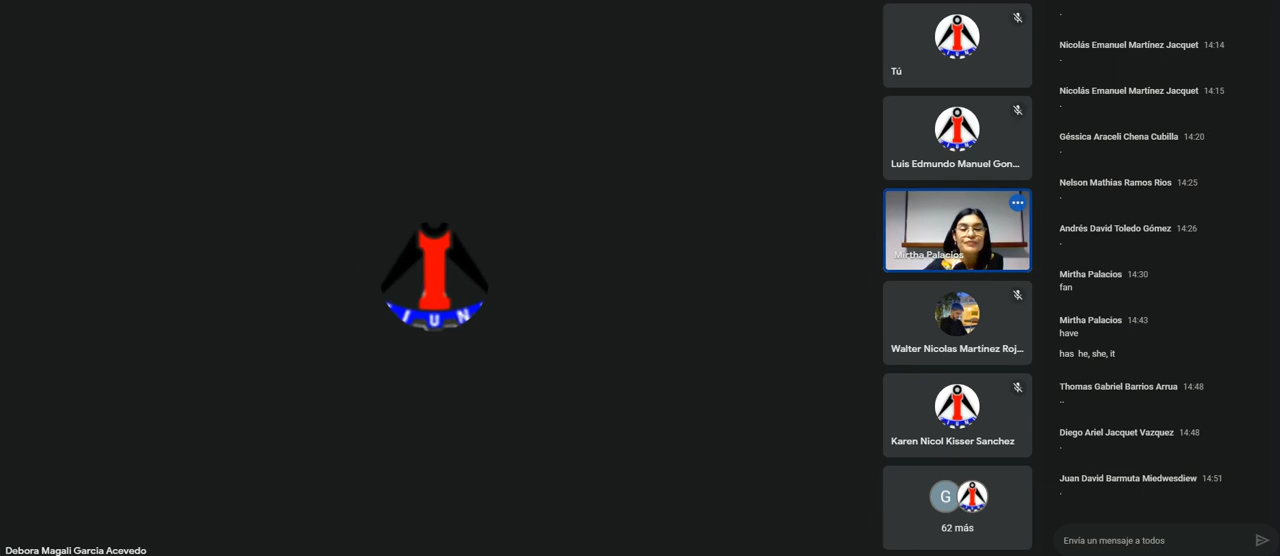 I U N
Debora Magali Garcia Acevedo
Tú
Luis Edmundo Manuel Gon...
Mirtha Palacios
Walter Nicolas Martínez Roj...
Karen Nicol Kisser Sanchez
G
62 más
.
Nicolás Emanuel Martínez Jacquet 14:14
.
Nicolás Emanuel Martínez Jacquet 14:15
.
Géssica Araceli Chena Cubilla 14:20
.
Nelson Mathias Ramos Rios 14:25
.
Andrés David Toledo Gómez 14:26
.
Mirtha Palacios 14:30
fan
Mirtha Palacios 14:43
have
has he, she, it
Thomas Gabriel Barrios Arrua 14:48
..
Diego Ariel Jacquet Vazquez 14:48
.
Juan David Barmuta Miedwesdiew 14:51
.
Envía un mensaje a todos